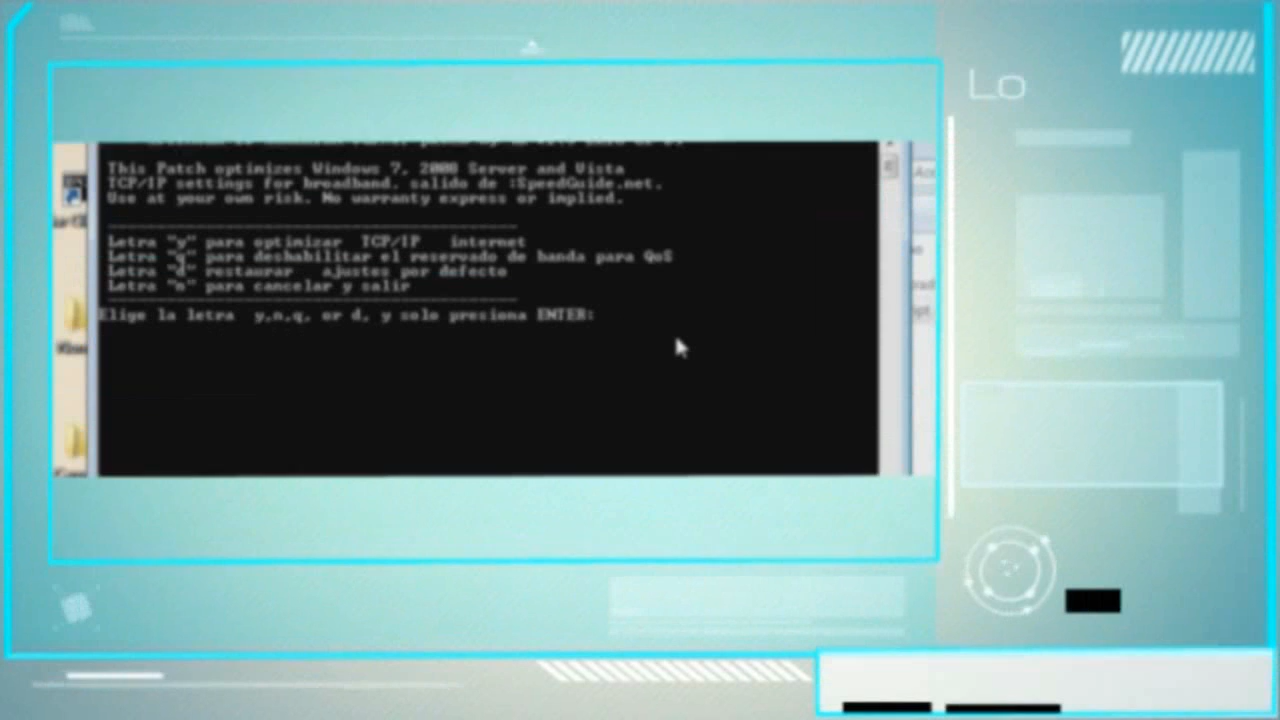 This Patch optimizes Windows 7, 2008 Server and Vista
TCP/IP settings for broadband, salido de :SpeedGuide.net.
Use at your own risk. No warranty express or implied.
----------------------------------------------------
Letra "y" para optimizar TCP/IP internet
Letra "q" para deshabilitar el reservado de banda para QoS
Letra "d" restaurar ajustes por defecto
Letra "n" para cancelar y salir
----------------------------------------------------
Elige la letra y,n,q, or d, y solo presiona ENTER:
Lo